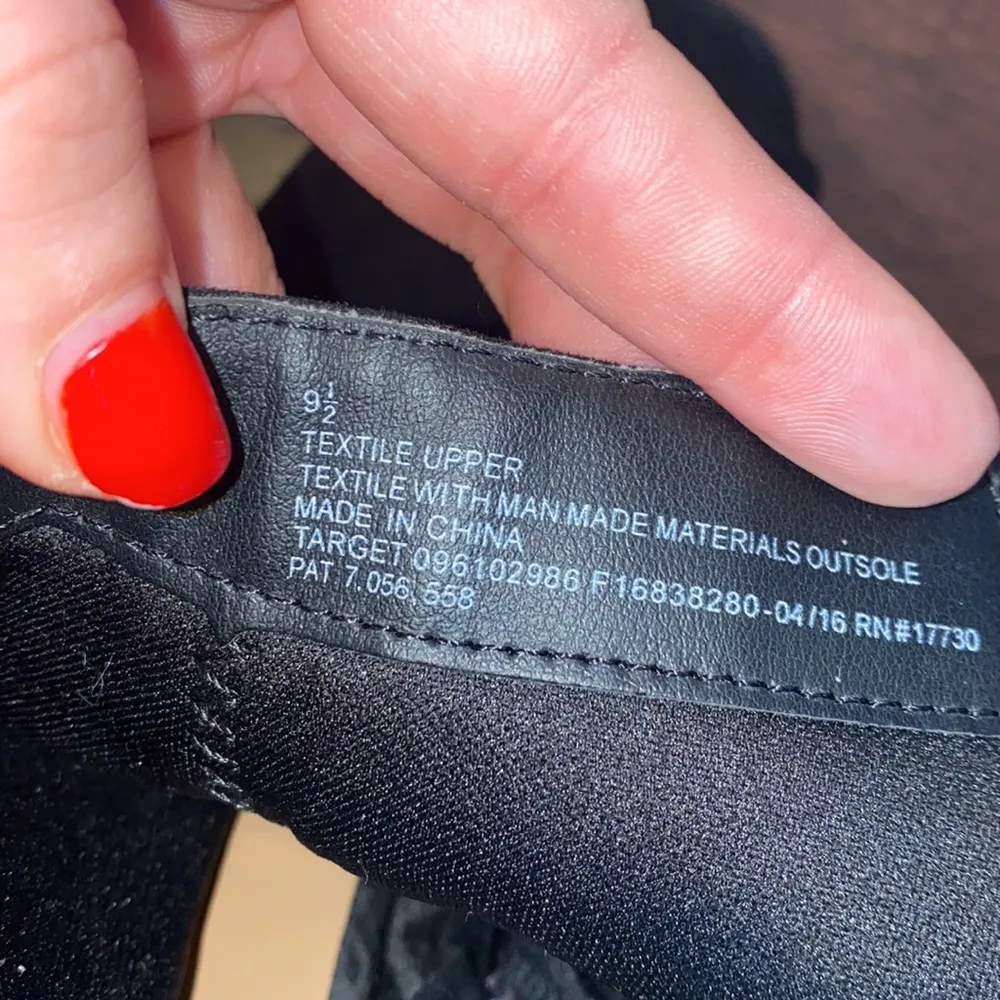 9½
TEXTILE UPPER
TEXTILE WITH MAN MADE MATERIALS OUTSOLE
MADE IN CHINA
TARGET 096102986 F16838280-04/16 RN#17730
PAT 7.056.558